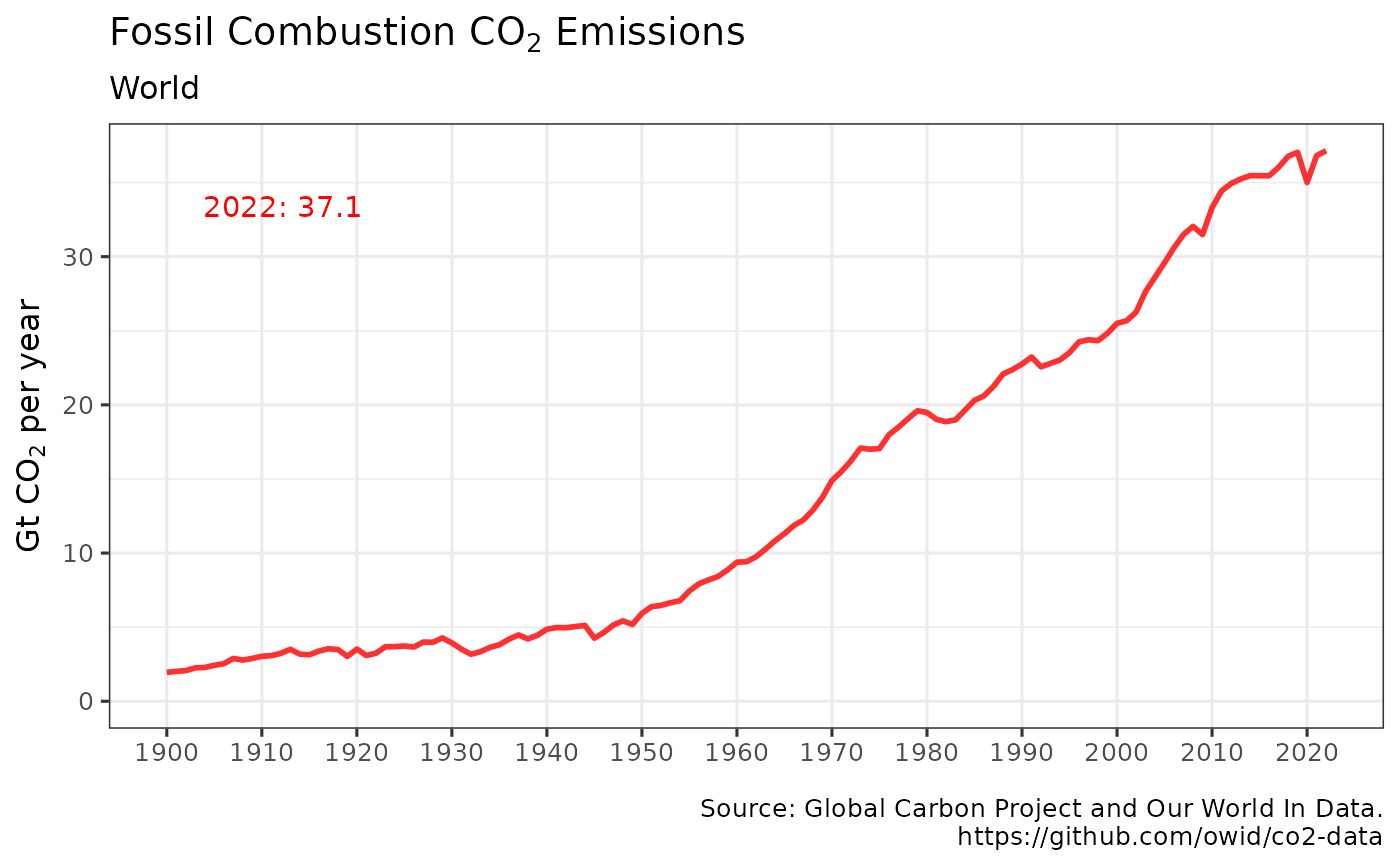 Fossil Combustion CO₂ Emissions
World
2022: 37.1
Gt CO₂ per year
30
20
10
0
1900 1910 1920 1930 1940 1950 1960 1970 1980 1990 2000 2010 2020
Source: Global Carbon Project and Our World In Data.
https://github.com/owid/co2-data